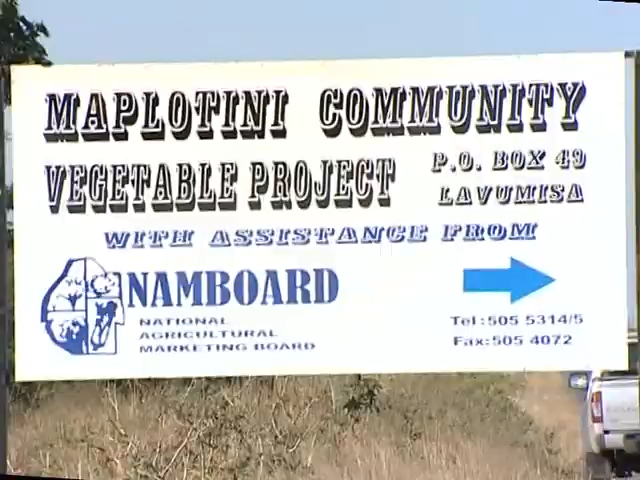 MAPLOTINI COMMUNITY
VEGETABLE PROJECT
P.O. BOX 49
LAVUMISA
WITH ASSISTANCE FROM
NAMBOARD
NATIONAL
AGRICULTURAL
MARKETING BOARD
Tel:505 5314/5
Fax:505 4072